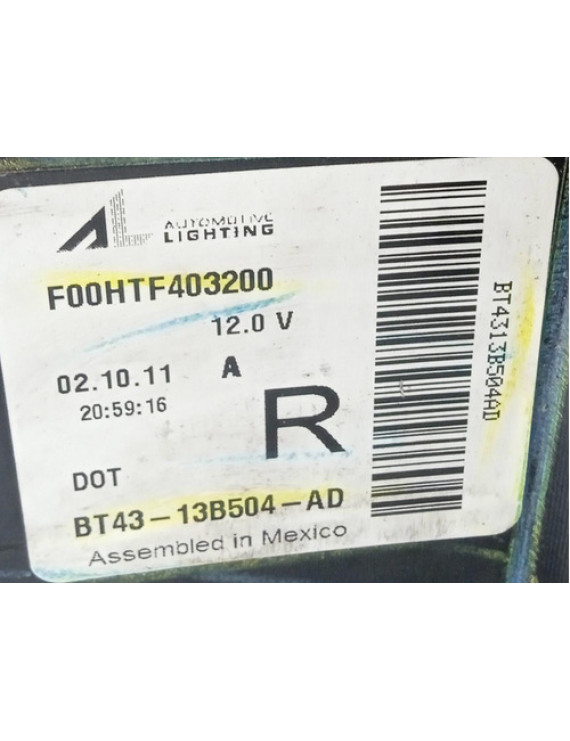 AUTOMOTIVE
LIGHTING
F00HTF403200
12.0 V
02.10.11 A
20:59:16
R
DOT
BT43-13B504-AD
Assembled in Mexico
BT4313B504AD